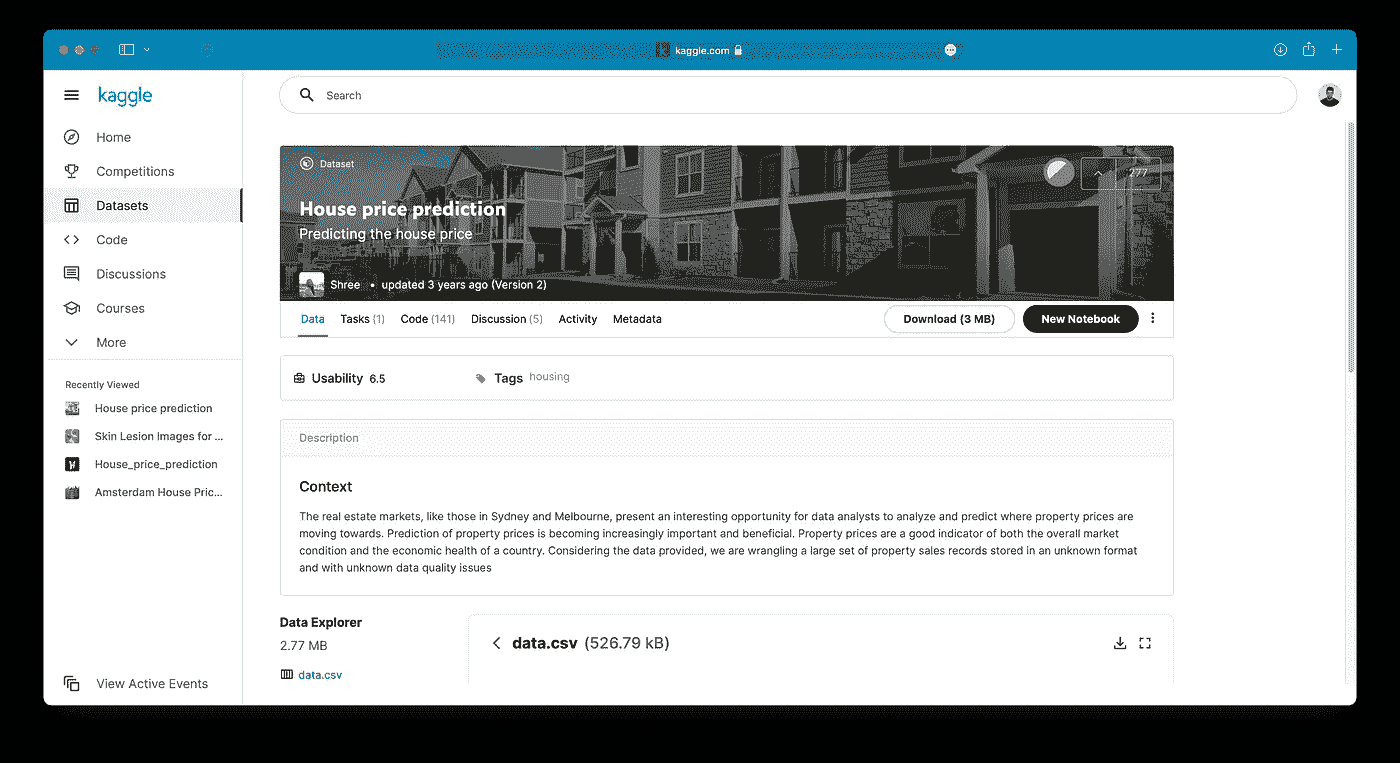 kaggle.com
kaggle
Search
Home
Competitions
Datasets
Code
Discussions
Courses
More
Recently Viewed
House price prediction
Skin Lesion Images for ...
House_price_prediction
Amsterdam House Pric...
View Active Events
Dataset
277
House price prediction
Predicting the house price
Shree • updated 3 years ago (Version 2)
Data Tasks (1) Code (141) Discussion (5) Activity Metadata Download (3 MB) New Notebook
Usability 6.5 Tags housing
Description
Context
The real estate markets, like those in Sydney and Melbourne, present an interesting opportunity for data analysts to analyze and predict where property prices are
moving towards. Prediction of property prices is becoming increasingly important and beneficial. Property prices are a good indicator of both the overall market
condition and the economic health of a country. Considering the data provided, we are wrangling a large set of property sales records stored in an unknown format
and with unknown data quality issues
Data Explorer
2.77 MB
data.csv
data.csv (526.79 kB)